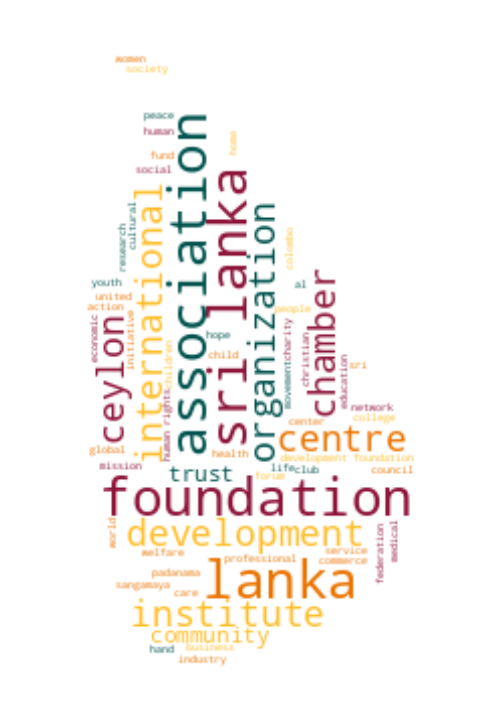 women
society
peace
human
association
home
fund
social
sri lanka
international
cultural
research
organization
colombo
youth
al
united
action
chamber
people
economic
ceylon
initiative
hope
children
child
movement
charity
christian
education
sri
human rights
network
college
center
centre
global
health
development foundation
mission
trust
life
club
council
forum
foundation
world
development
federation
medical
welfare
service
professional
commerce
padanama
lanka
sangamaya
care
institute
community
hand
business
industry